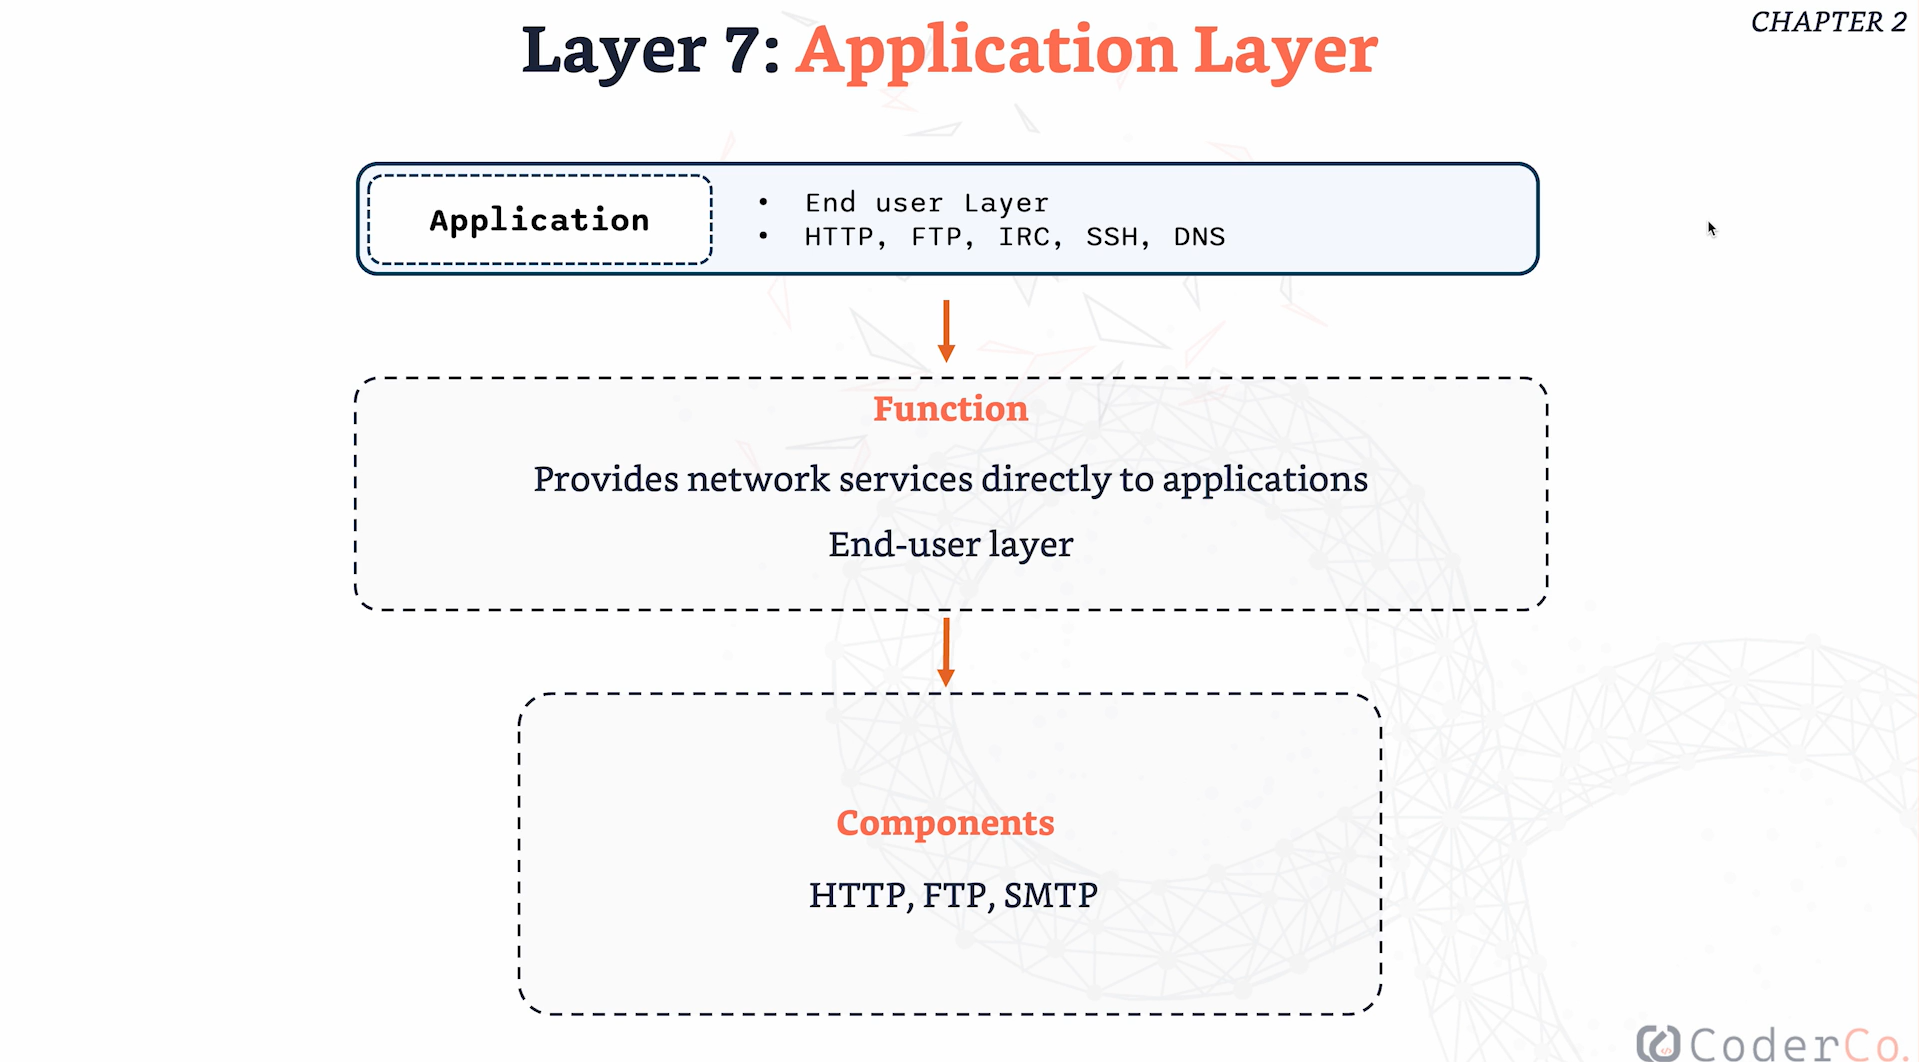 CHAPTER 2
Layer 7: Application Layer
Application
• End user Layer
• HTTP, FTP, IRC, SSH, DNS
Function
Provides network services directly to applications
End-user layer
Components
HTTP, FTP, SMTP
CoderCo.